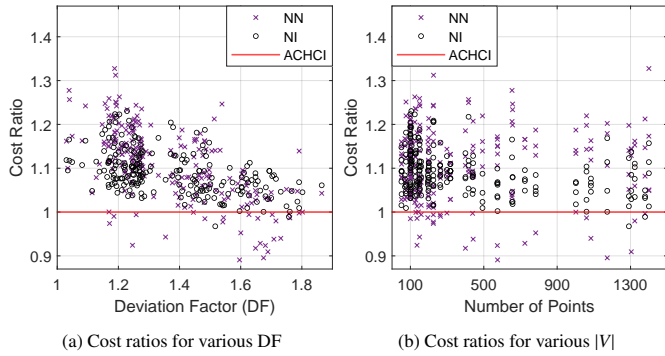 NN
NI
ACHCI
1.4
1.3
1.2
1.1
1
0.9
Cost Ratio
1
1.2
1.4
1.6
1.8
Deviation Factor (DF)
(a) Cost ratios for various DF
NN
NI
ACHCI
1.4
1.3
1.2
1.1
1
0.9
Cost Ratio
100
500
900
1300
Number of Points
(b) Cost ratios for various |V|